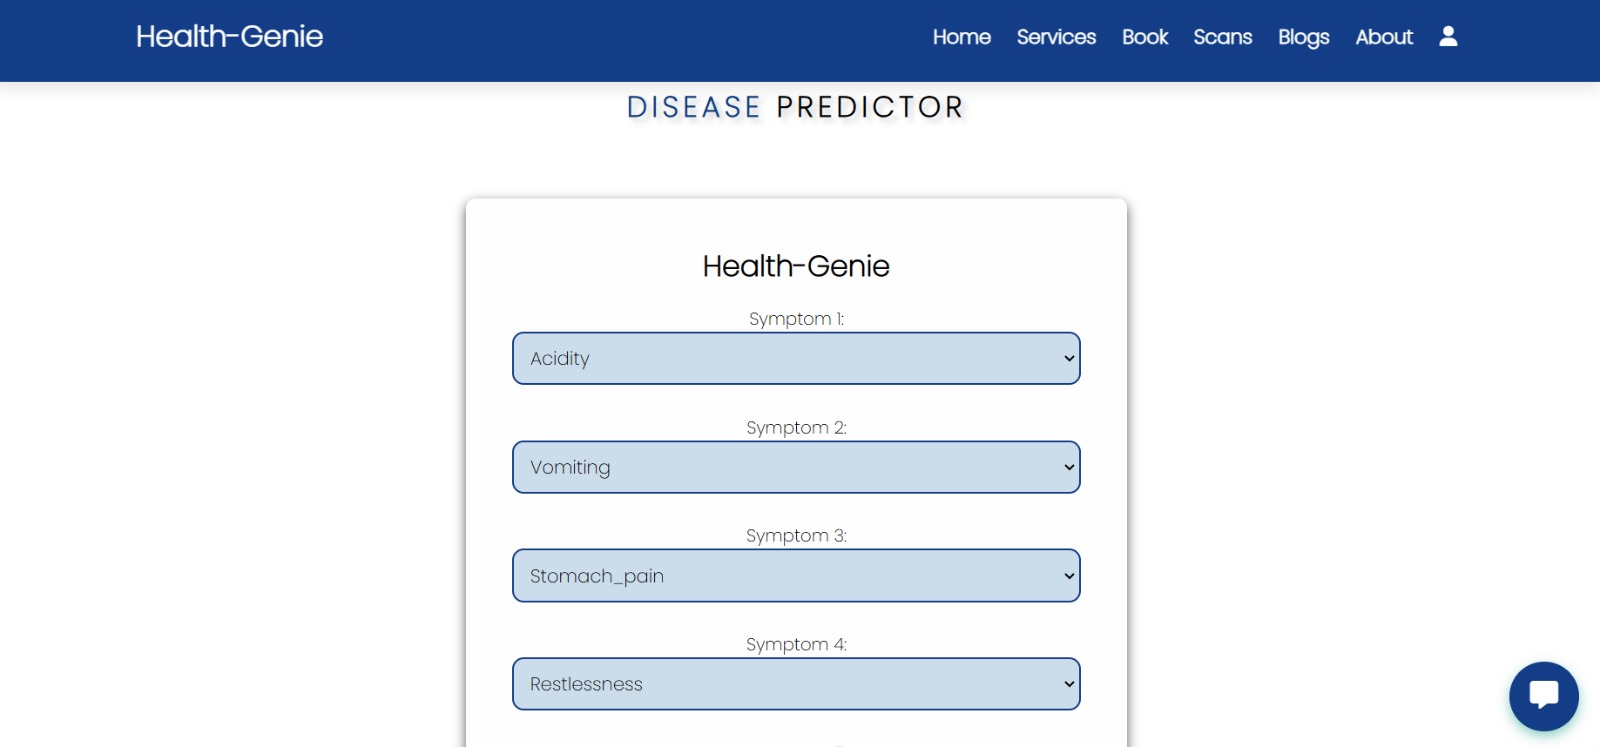 Health-Genie
Home Services Book Scans Blogs About
DISEASE PREDICTOR
Health-Genie
Symptom 1:
Acidity
Symptom 2:
Vomiting
Symptom 3:
Stomach_pain
Symptom 4:
Restlessness